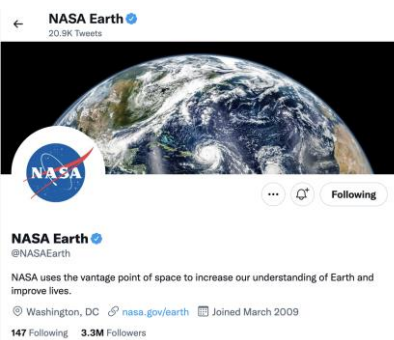 NASA Earth
20.9K Tweets
NASA
Following
NASA Earth
@NASAEarth
NASA uses the vantage point of space to increase our understanding of Earth and
improve lives.
Washington, DC nasa.gov/earth Joined March 2009
147 Following 3.3M Followers